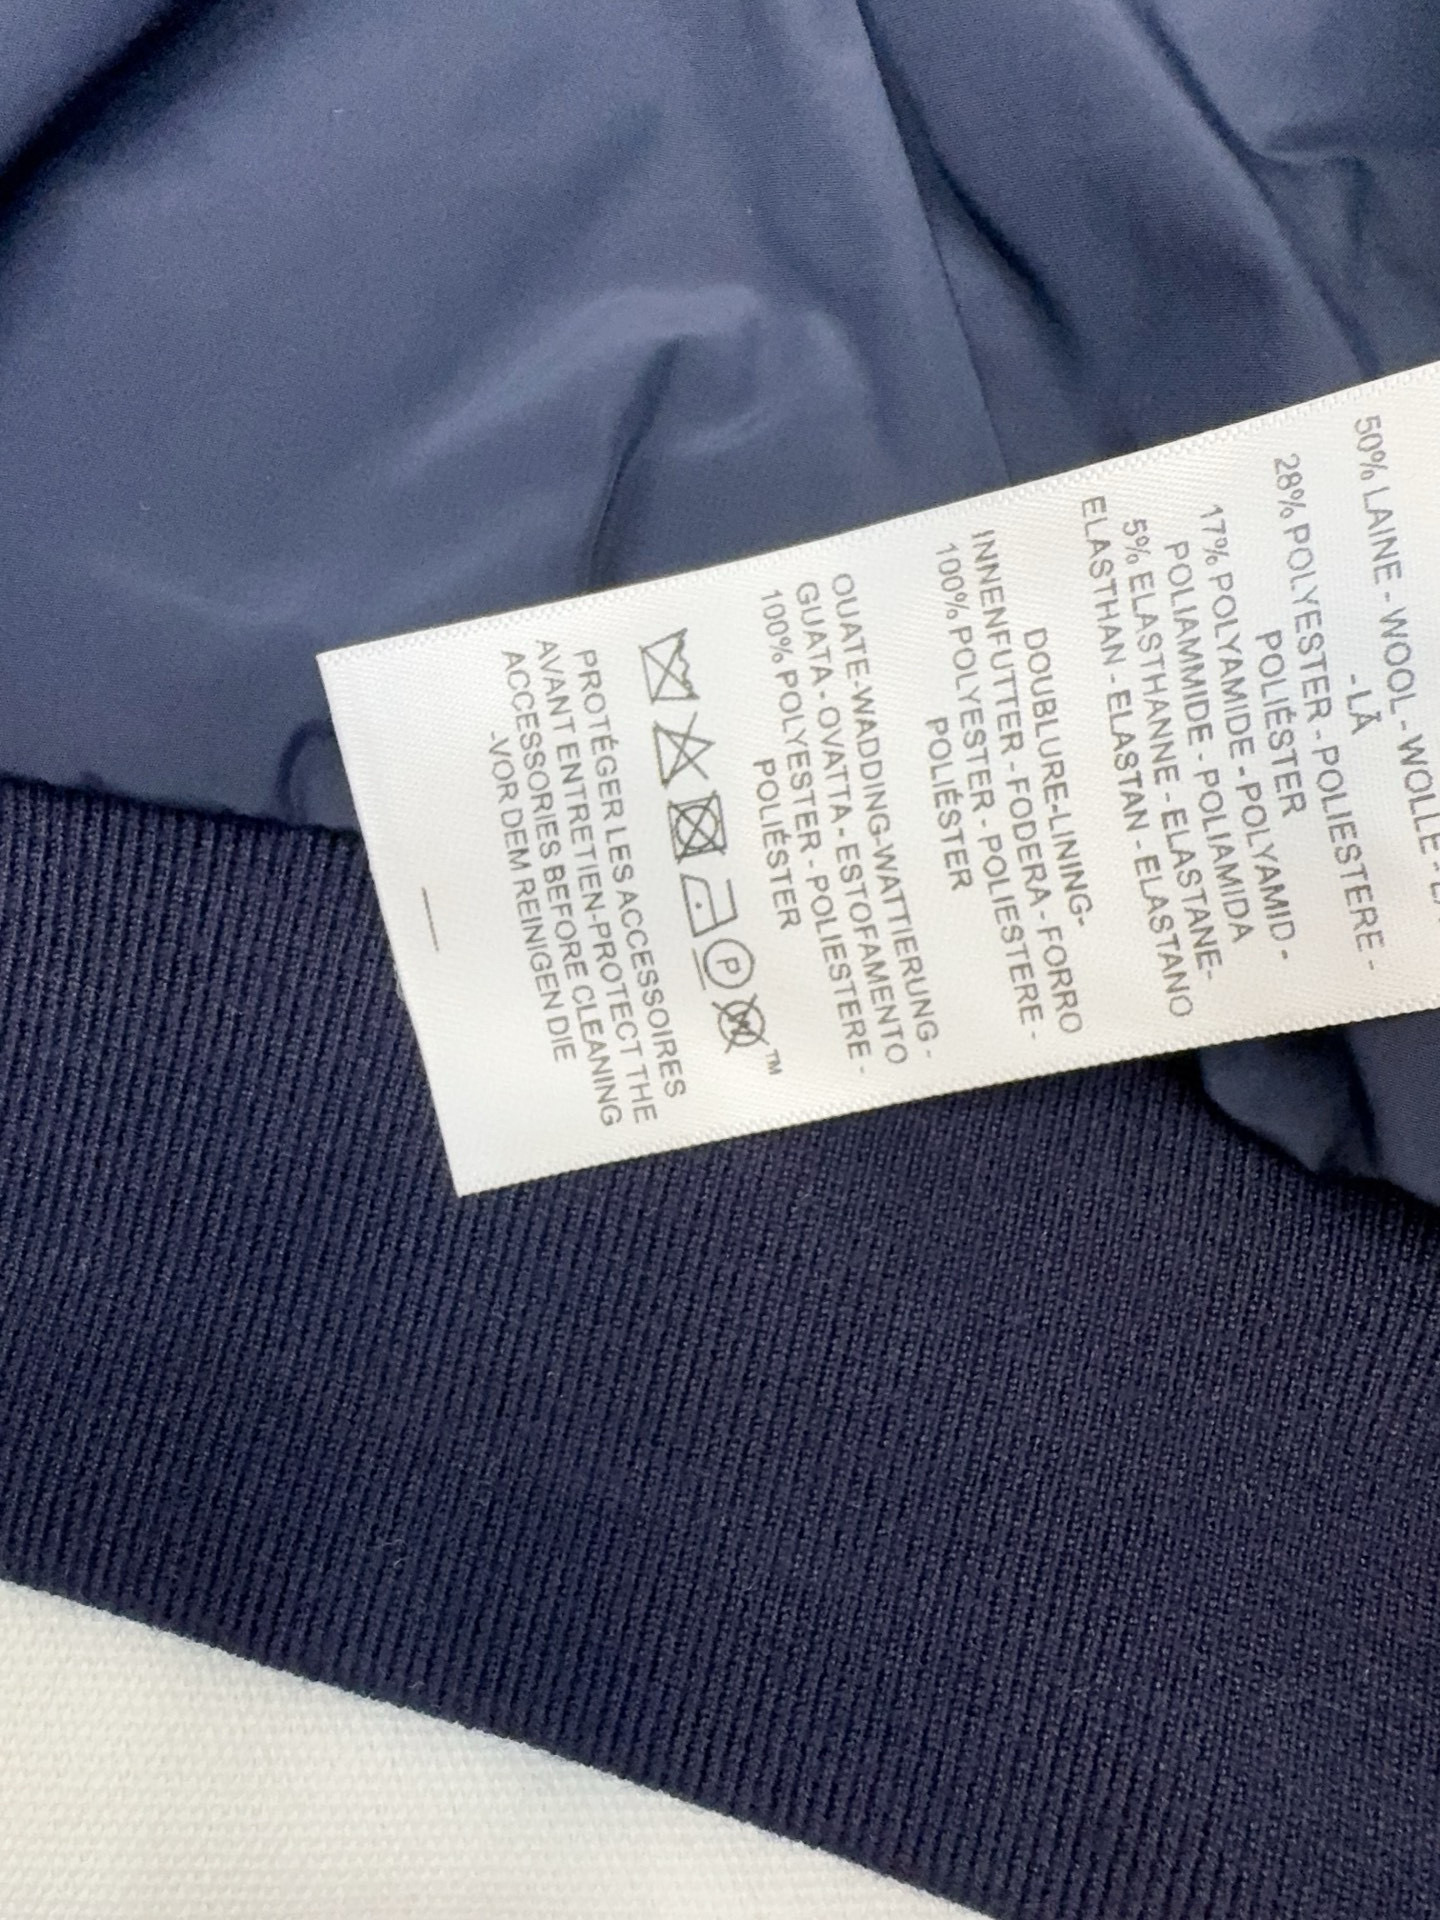 50% LAINE - WOOL - WOLLE -
- LÃ
28% POLYESTER - POLIESTERE -
POLIÉSTER
17% POLYAMIDE - POLYAMID -
POLIAMMIDE - POLIAMIDA
5% ELASTHANNE - ELASTANE-
ELASTHAN - ELASTAN - ELASTANO
DOUBLURE-LINING-
INNENFUTTER - FODERA - FORRO
100% POLYESTER - POLIESTERE -
POLIÉSTER
OUATE-WADDING-WATTIERUNG-
GUATA - OVATTA - ESTOFAMENTO
100% POLYESTER - POLIESTERE -
POLIÉSTER
P W ™
PROTÉGER LES ACCESSOIRES
AVANT ENTRETIEN-PROTECT THE
ACCESSORIES BEFORE CLEANING
-VOR DEM REINIGEN DIE